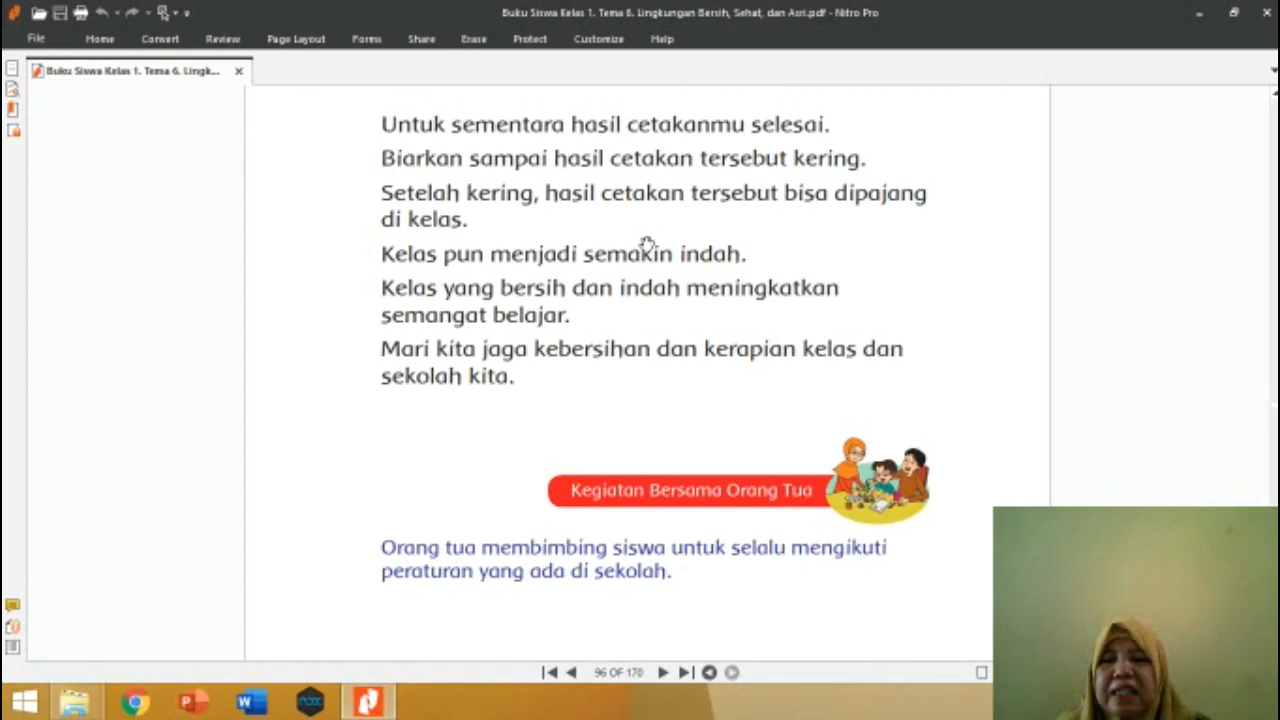 Buku Siswa Kelas 1. Tema 6. Lingkungan Bersih, Sehat, dan Asri.pdf - Nitro Pro
File Home Convert Review Page Layout Forms Share Erase Protect Customize Help
Buku Siswa Kelas 1. Tema 6. Lingk...
Untuk sementara hasil cetakanmu selesai.
Biarkan sampai hasil cetakan tersebut kering.
Setelah kering, hasil cetakan tersebut bisa dipajang
di kelas.
Kelas pun menjadi semakin indah.
Kelas yang bersih dan indah meningkatkan
semangat belajar.
Mari kita jaga kebersihan dan kerapian kelas dan
sekolah kita.
Kegiatan Bersama Orang Tua
Orang tua membimbing siswa untuk selalu mengikuti
peraturan yang ada di sekolah.
96 OF 170